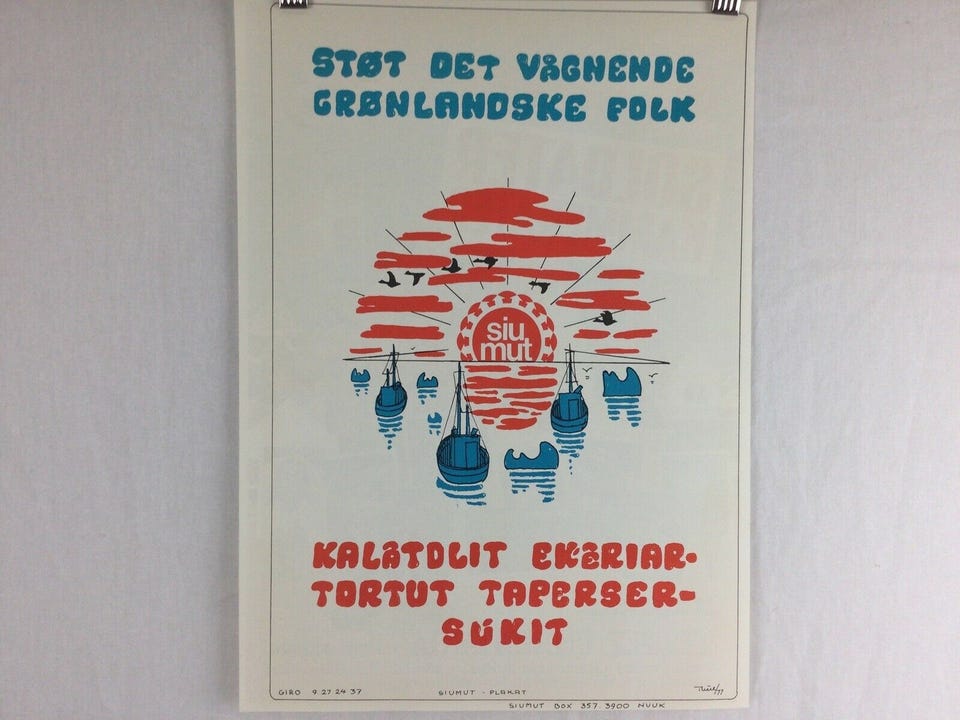 STØT DET VÅGNENDE
GRØNLANDSKE FOLK
siu
mut
KALÂTDLIT EKĒRIAR-
TORTUT TAPERSER-
SÚKIT
GIRO 9 27 24 37
SIUMUT - PLAKAT
SIUMUT BOX 357. 3900 NUUK